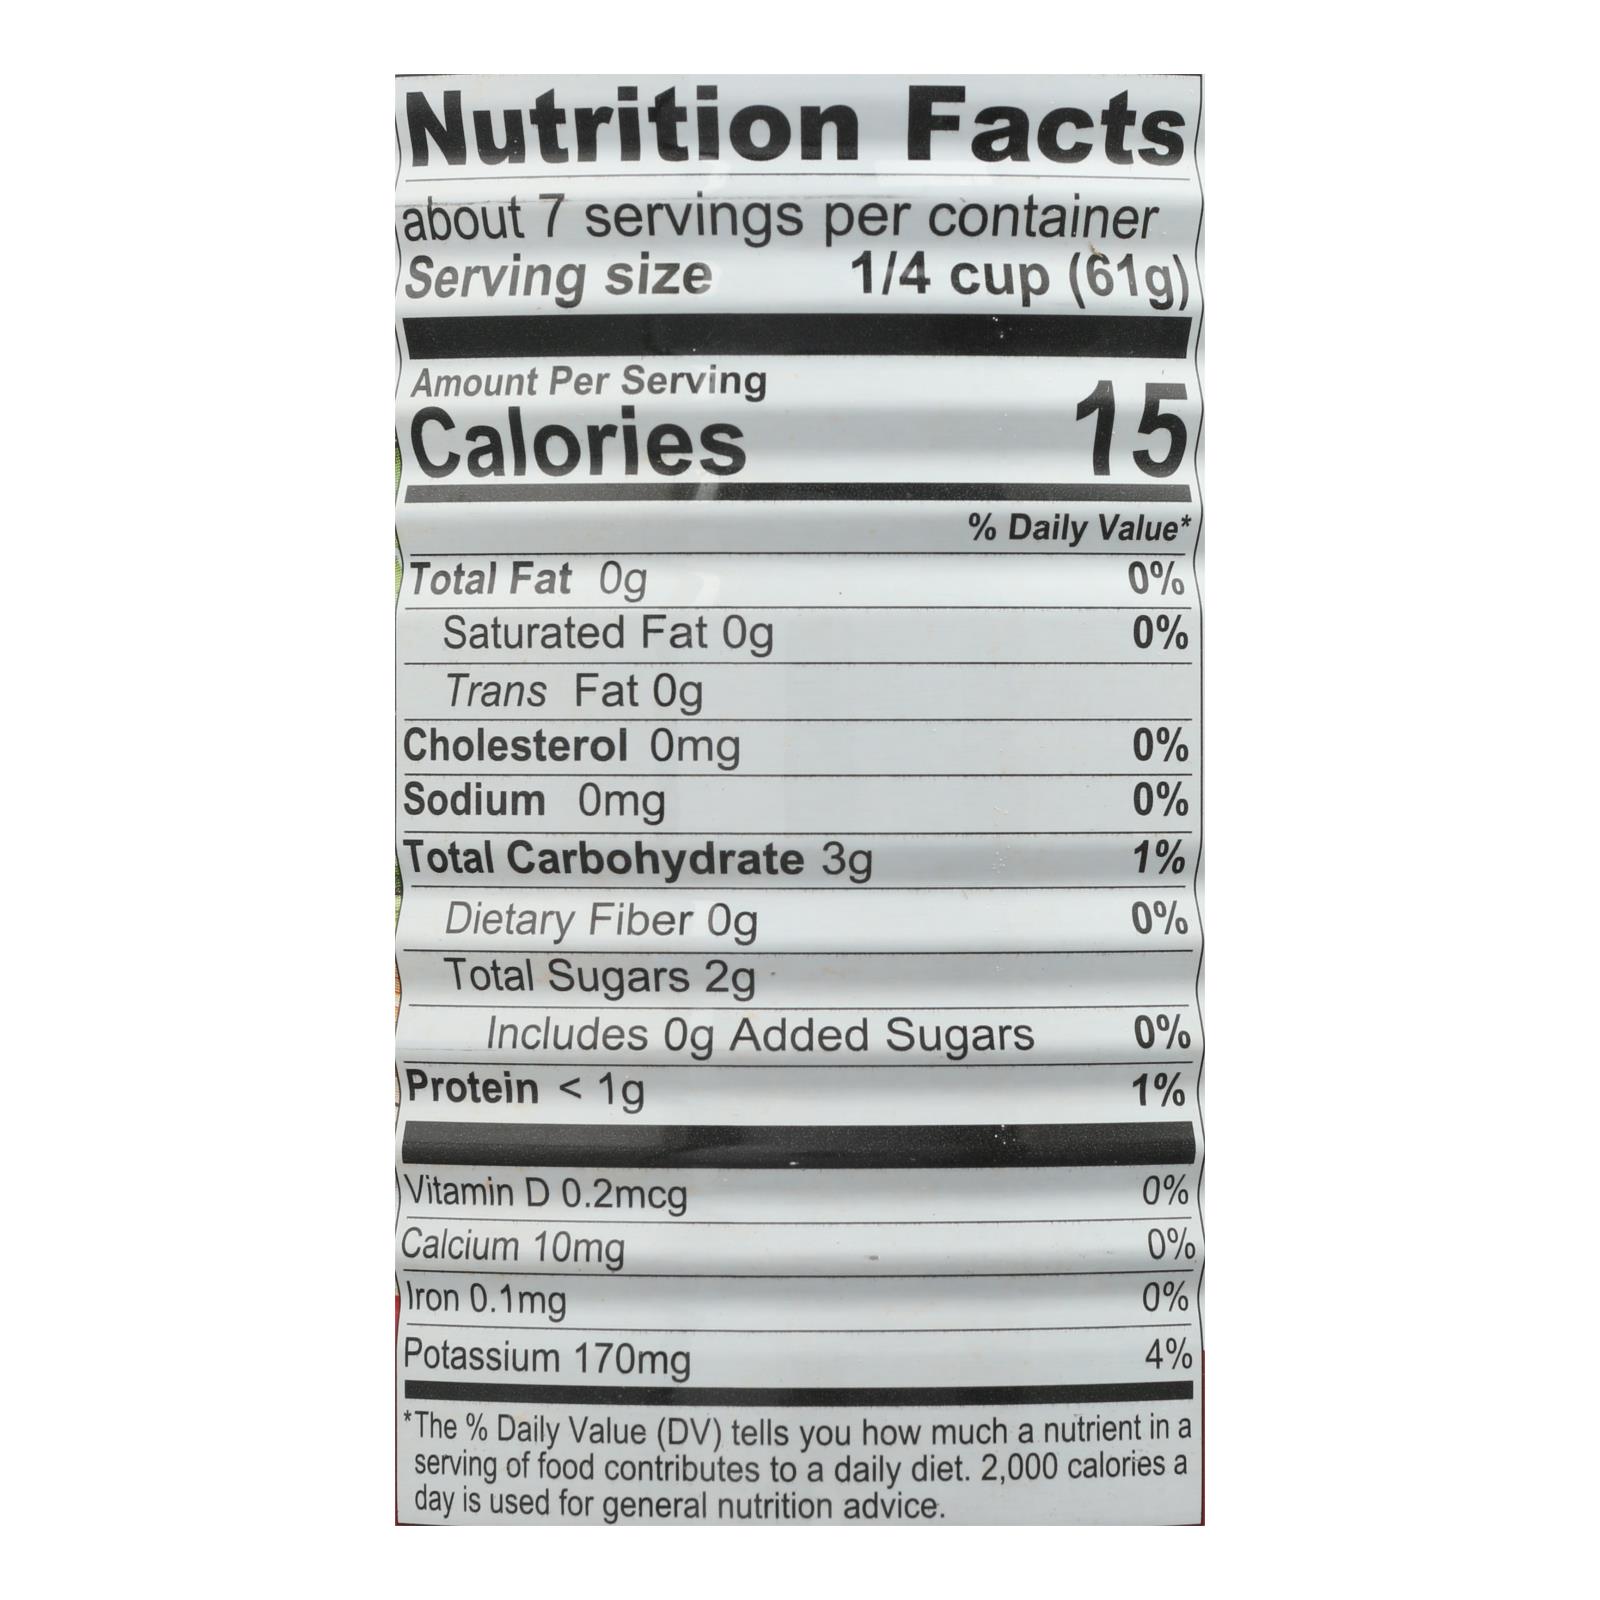 Nutrition Facts
about 7 servings per container
Serving size 1/4 cup (61g)
Amount Per Serving
Calories 15
% Daily Value*
Total Fat 0g 0%
Saturated Fat 0g 0%
Trans Fat 0g
Cholesterol 0mg 0%
Sodium 0mg 0%
Total Carbohydrate 3g 1%
Dietary Fiber 0g 0%
Total Sugars 2g
Includes 0g Added Sugars 0%
Protein < 1g 1%
Vitamin D 0.2mcg 0%
Calcium 10mg 0%
Iron 0.1mg 0%
Potassium 170mg 4%
*The % Daily Value (DV) tells you how much a nutrient in a
serving of food contributes to a daily diet. 2,000 calories a
day is used for general nutrition advice.